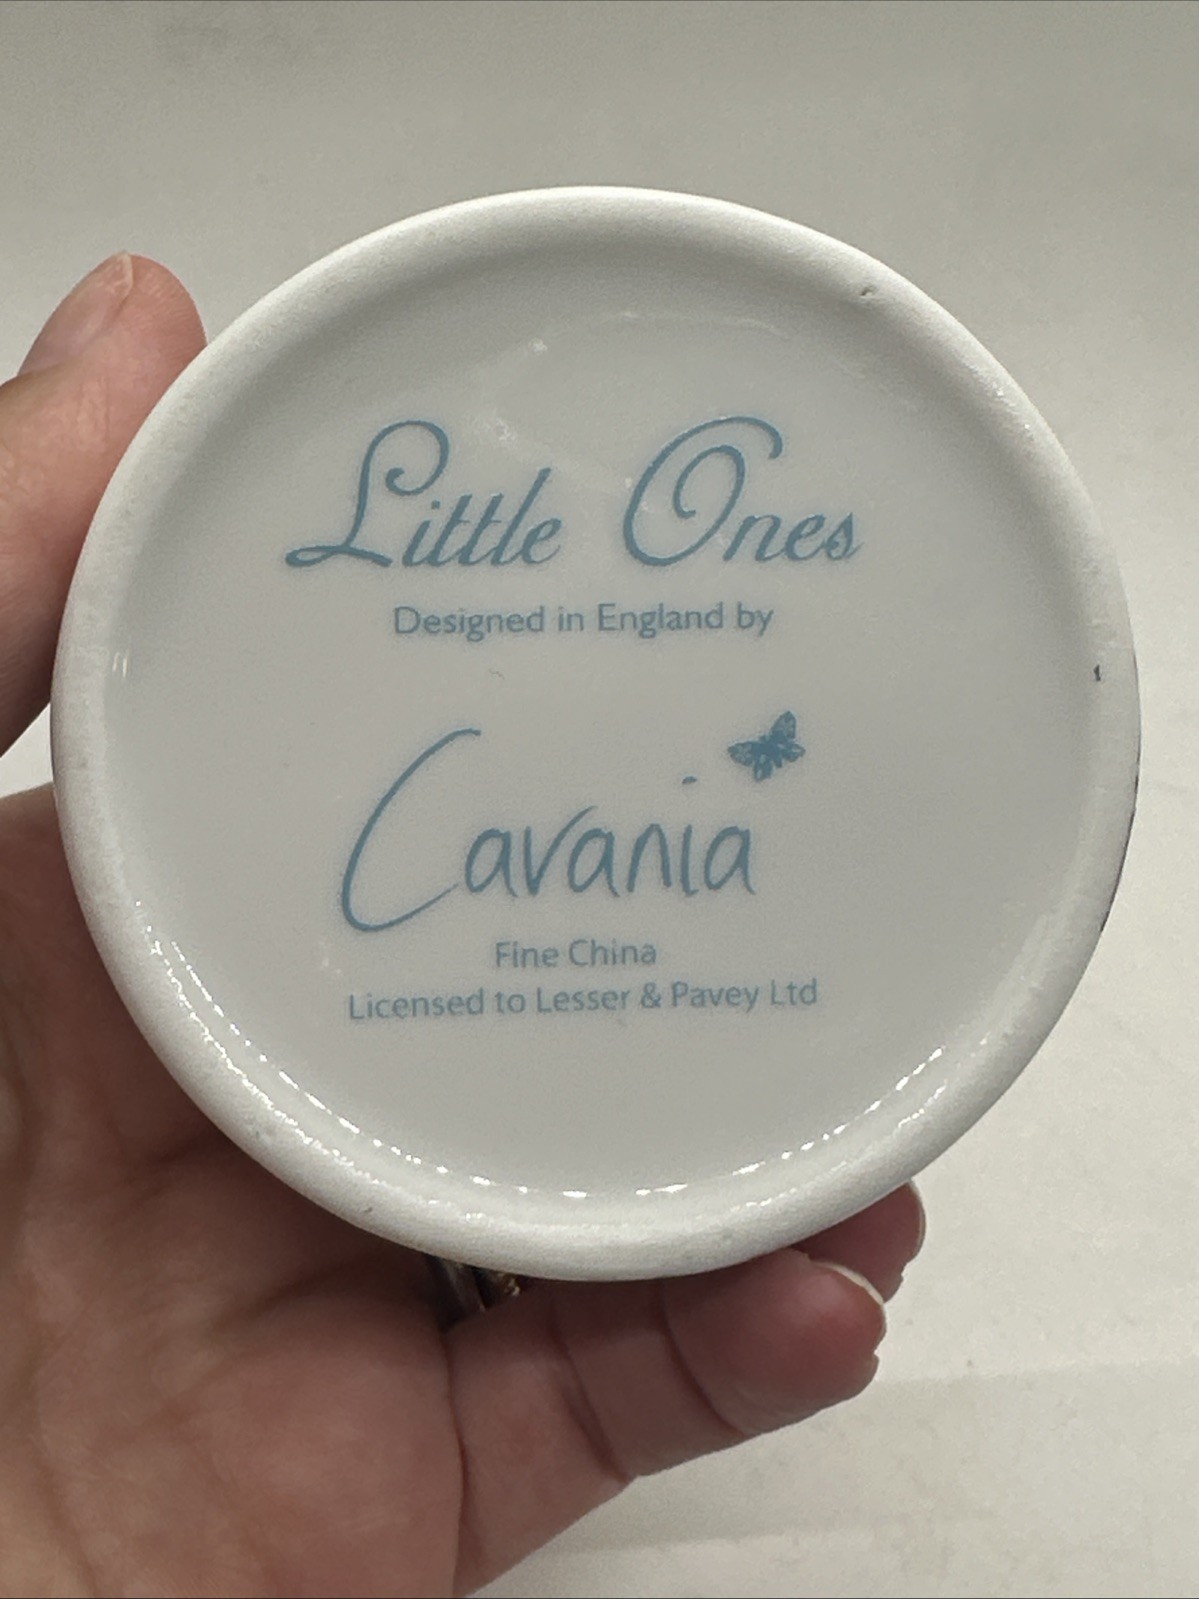 Little Ones
Designed in England by
Cavania
Fine China
Licensed to Lesser & Pavey Ltd